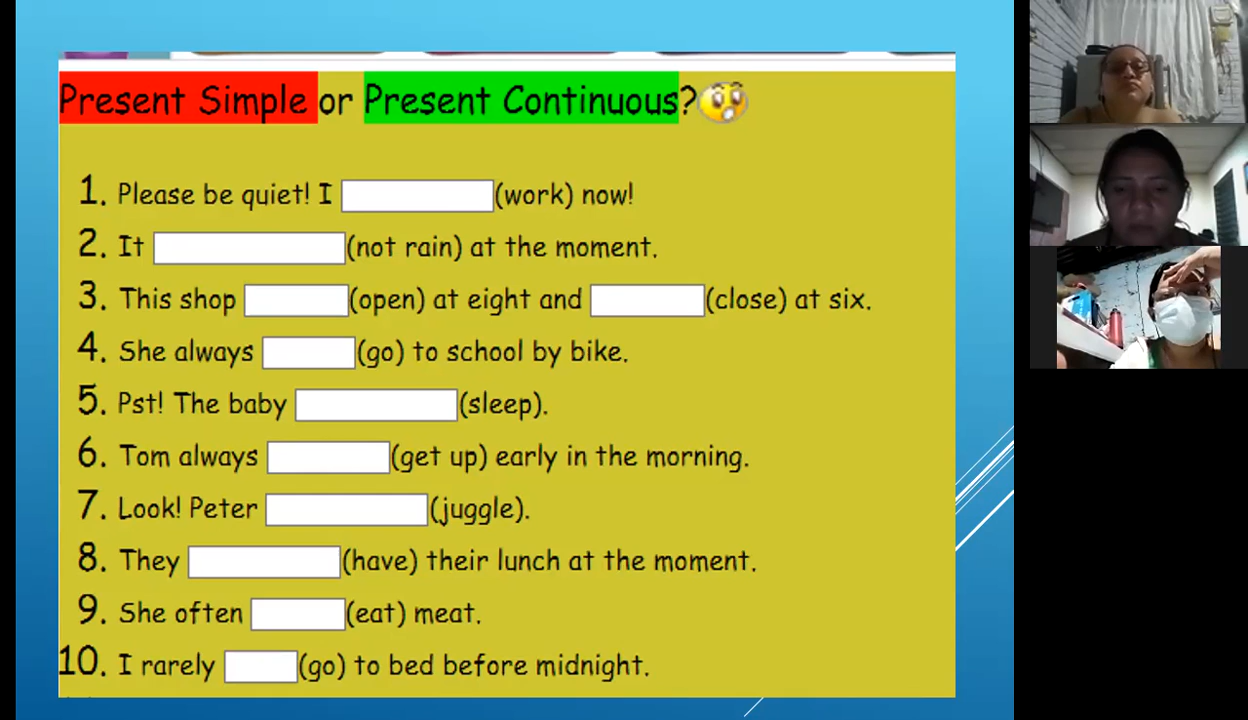 Present Simple or Present Continuous?
1. Please be quiet! I (work) now!
2. It (not rain) at the moment.
3. This shop (open) at eight and (close) at six.
4. She always (go) to school by bike.
5. Pst! The baby (sleep).
6. Tom always (get up) early in the morning.
7. Look! Peter (juggle).
8. They (have) their lunch at the moment.
9. She often (eat) meat.
10. I rarely (go) to bed before midnight.